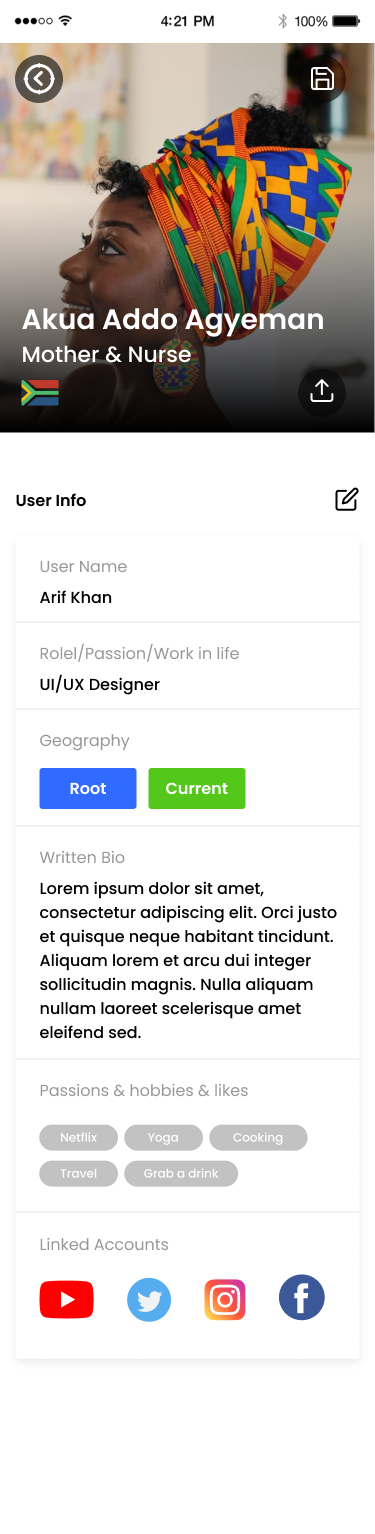 4:21 PM
100%
Akua Addo Agyeman
Mother & Nurse
User Info
User Name
Arif Khan
Rolel/Passion/Work in life
UI/UX Designer
Geography
Root
Current
Written Bio
Lorem ipsum dolor sit amet,
consectetur adipiscing elit. Orci justo
et quisque neque habitant tincidunt.
Aliquam lorem et arcu dui integer
sollicitudin magnis. Nulla aliquam
nullam laoreet scelerisque amet
eleifend sed.
Passions & hobbies & likes
Netflix
Yoga
Cooking
Travel
Grab a drink
Linked Accounts